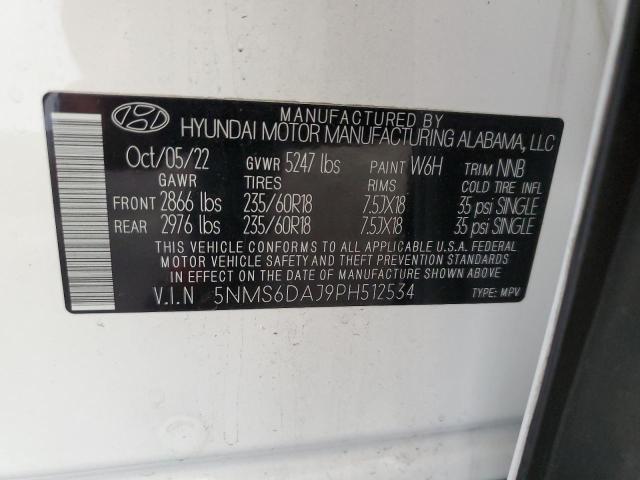 MANUFACTURED BY
HYUNDAI MOTOR MANUFACTURING ALABAMA, LLC
Oct/05/22 GVWR 5247 lbs PAINT W6H TRIM NNB
GAWR TIRES RIMS COLD TIRE INFL
FRONT 2866 lbs 235/60R18 7.5JX18 35 psi SINGLE
REAR 2976 lbs 235/60R18 7.5JX18 35 psi SINGLE
THIS VEHICLE CONFORMS TO ALL APPLICABLE U.S.A. FEDERAL
MOTOR VEHICLE SAFETY AND THEFT PREVENTION STANDARDS
IN EFFECT ON THE DATE OF MANUFACTURE SHOWN ABOVE.
V.I.N 5NMS6DAJ9PH512534 TYPE: MPV